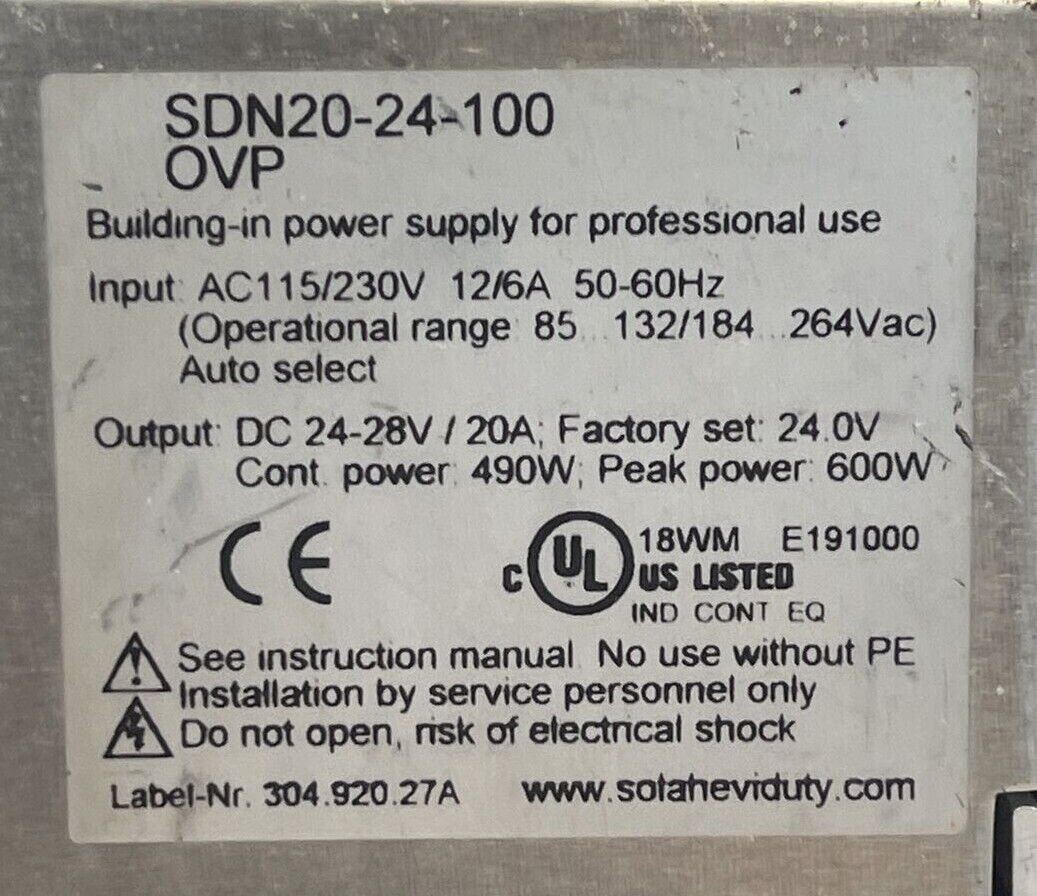 SDN20-24-100
OVP
Building-in power supply for professional use
Input: AC115/230V 12/6A 50-60Hz
(Operational range: 85...132/184...264Vac)
Auto select
Output: DC 24-28V / 20A; Factory set: 24.0V
Cont. power: 490W; Peak power: 600W
CE
C UL US LISTED 18WM E191000
IND CONT EQ
See instruction manual. No use without PE
Installation by service personnel only
Do not open, risk of electrical shock
Label-Nr. 304.920.27A www.solaheviduty.com